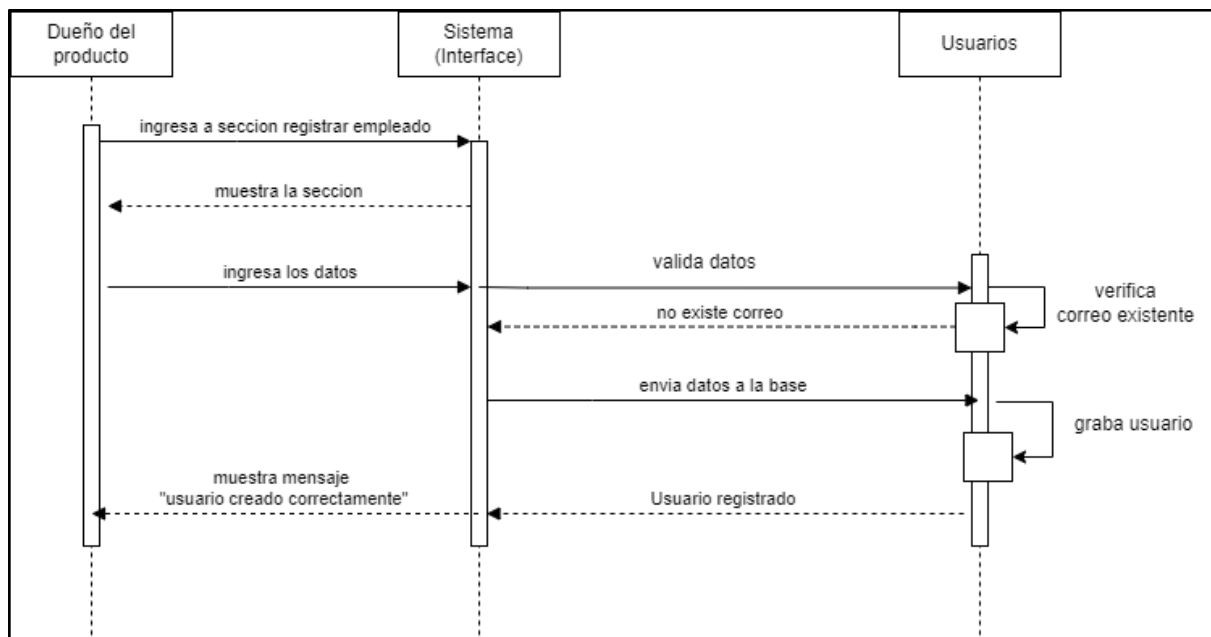 Dueño del
producto
Sistema
(Interface)
Usuarios
ingresa a seccion registrar empleado
muestra la seccion
ingresa los datos
valida datos
verifica
correo existente
no existe correo
envia datos a la base
graba usuario
muestra mensaje
"usuario creado correctamente"
Usuario registrado